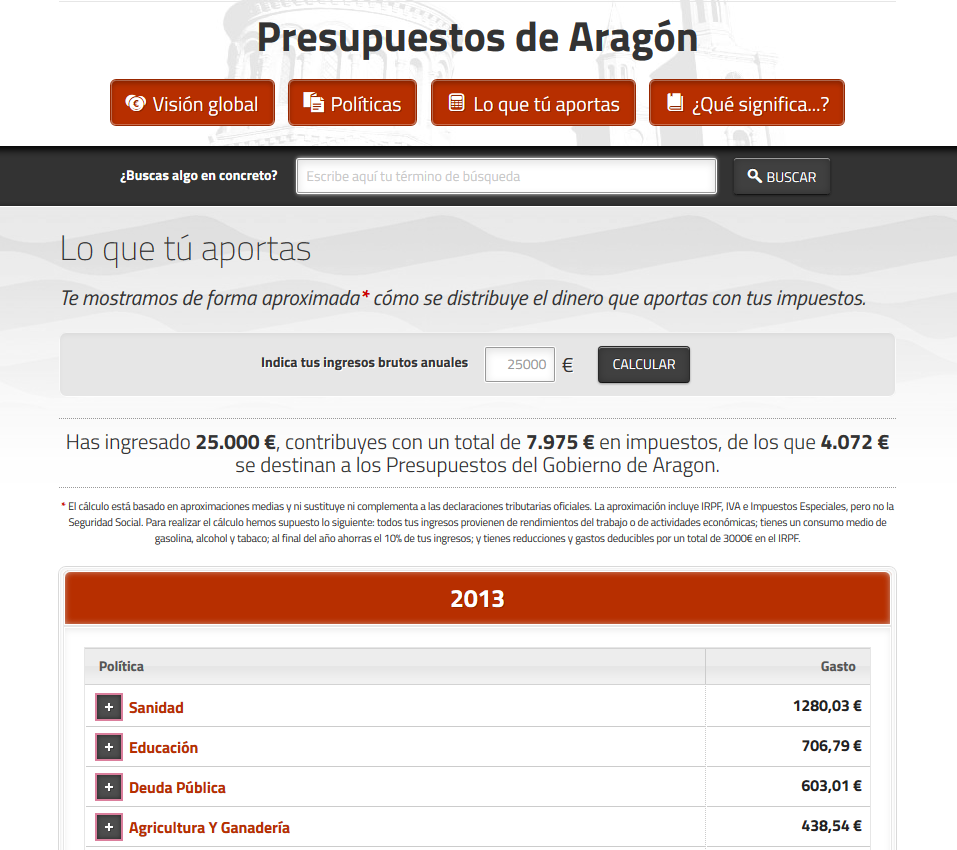 Presupuestos de Aragón
Visión global Políticas Lo que tú aportas ¿Qué significa...?
¿Buscas algo en concreto? Escribe aquí tu término de búsqueda BUSCAR
Lo que tú aportas
Te mostramos de forma aproximada* cómo se distribuye el dinero que aportas con tus impuestos.
Indica tus ingresos brutos anuales 25000 € CALCULAR
Has ingresado 25.000 €, contribuyes con un total de 7.975 € en impuestos, de los que 4.072 €
se destinan a los Presupuestos del Gobierno de Aragon.
* El cálculo está basado en aproximaciones medias y ni sustituye ni complementa a las declaraciones tributarias oficiales. La aproximación incluye IRPF, IVA e Impuestos Especiales, pero no la
Seguridad Social. Para realizar el cálculo hemos supuesto lo siguiente: todos tus ingresos provienen de rendimientos del trabajo o de actividades económicas; tienes un consumo medio de
gasolina, alcohol y tabaco; al final del año ahorras el 10% de tus ingresos; y tienes reducciones y gastos deducibles por un total de 3000€ en el IRPF.
2013
Política Gasto
+ Sanidad 1280,03 €
+ Educación 706,79 €
+ Deuda Pública 603,01 €
+ Agricultura Y Ganadería 438,54 €